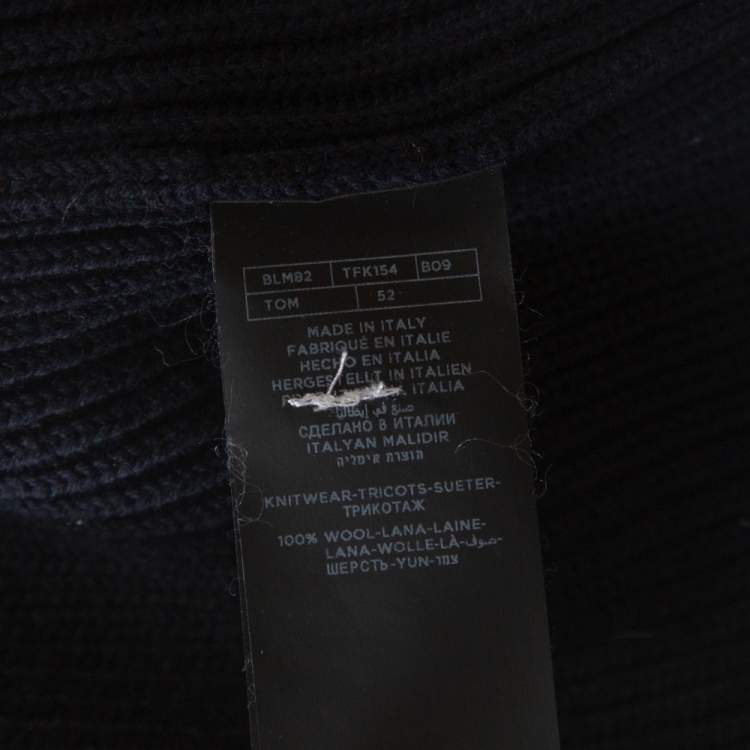 BLM82 TFK154 B09
TOM 52
MADE IN ITALY
FABRIQUÉ EN ITALIE
HECHO EN ITALIA
HERGESTELLT IN ITALIEN
ITALIA
صنع في إيطاليا
СДЕЛАНО В ИТАЛИИ
ITALYAN MALIDIR
תוצרת איטליה
KNITWEAR-TRICOTS-SUETER-
ТРИКОТАЖ
100% WOOL-LANA-LAINE-
LANA-WOLLE-LÀ-صوف-
ШЕРСТЬ-YUN-צמר